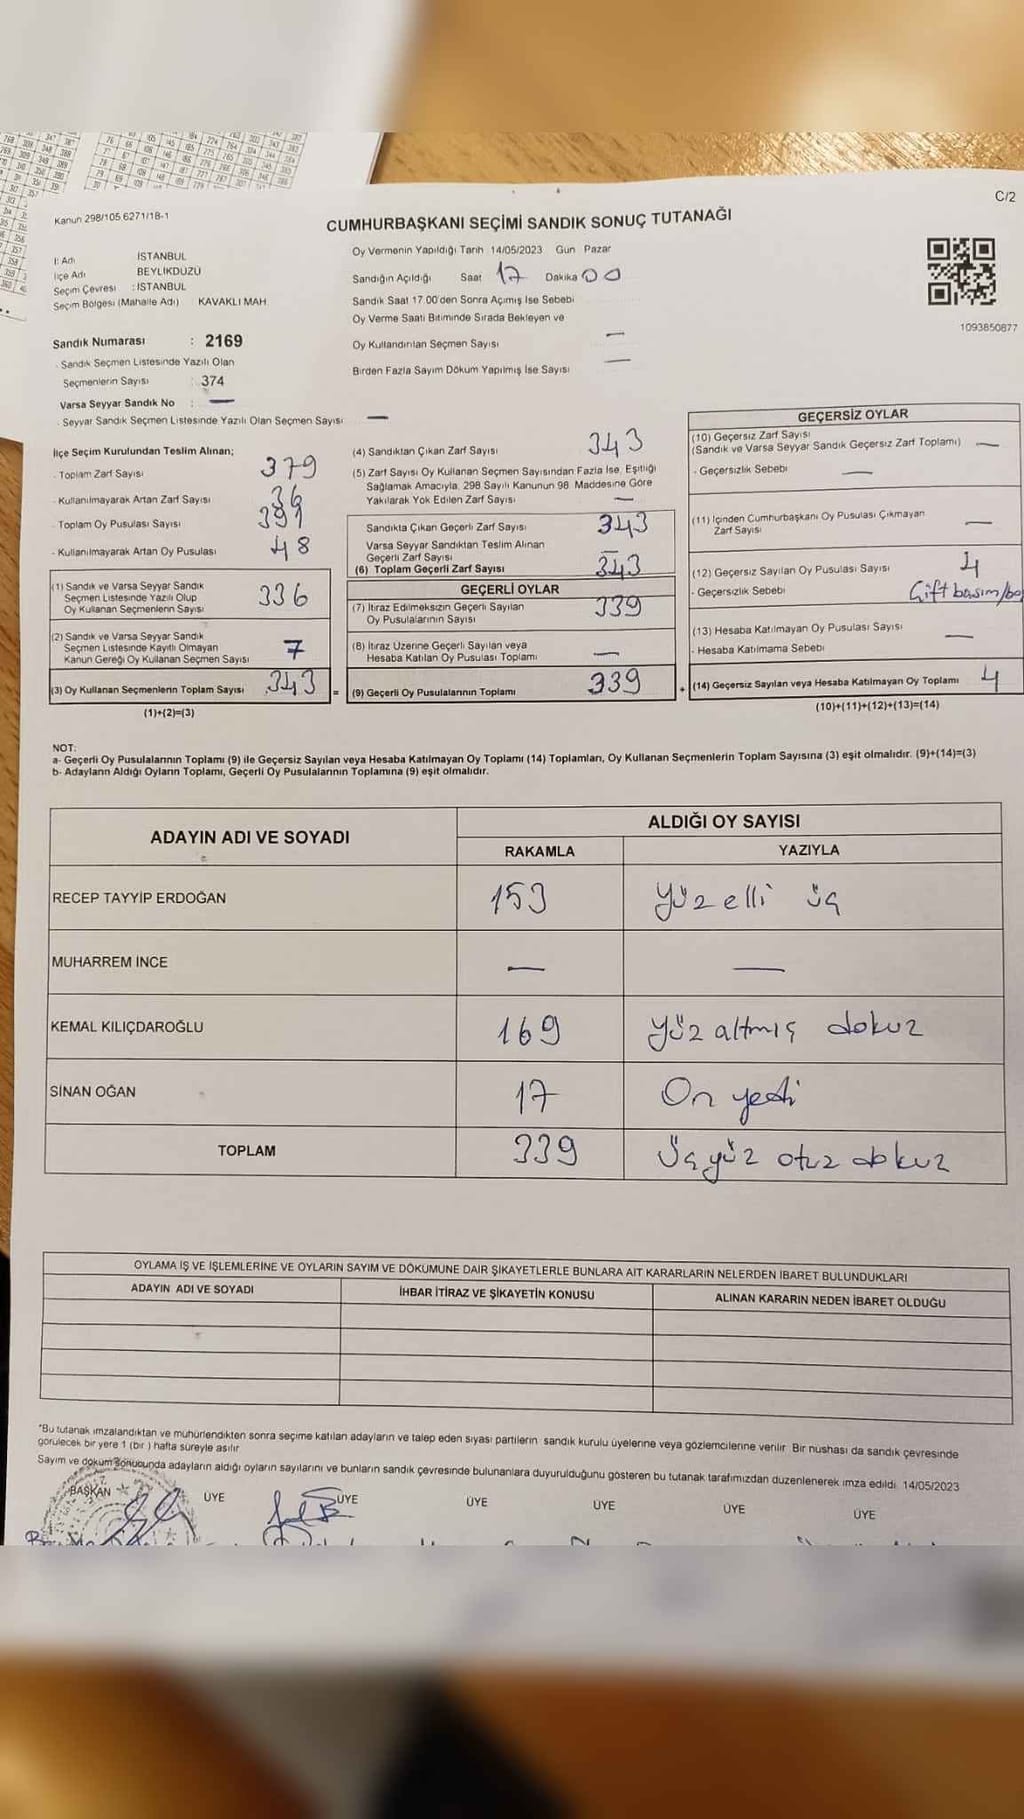 C/2
Kanun 298/105.6271/18-1
CUMHURBAŞKANI SEÇİMİ SANDIK SONUÇ TUTANAĞI
İl Adı İSTANBUL
İlçe Adı BEYLİKDÜZÜ
Seçim Çevresi : İSTANBUL
Seçim Bölgesi (Mahalle Adı) KAVAKLI MAH.
Sandık Numarası : 2169
- Sandık Seçmen Listesinde Yazılı Olan
Seçmenlerin Sayısı : 374
Varsa Seyyar Sandık No : —
- Seyyar Sandık Seçmen Listesinde Yazılı Olan Seçmen Sayısı —
Oy Vermenin Yapıldığı Tarih 14/05/2023 Gün Pazar
Sandığın Açıldığı Saat 17 Dakika 00
Sandık Saat 17.00'den Sonra Açılmış İse Sebebi
Oy Verme Saati Bitiminde Sırada Bekleyen ve
Oy Kullandırılan Seçmen Sayısı —
Birden Fazla Sayım Döküm Yapılmış İse Sayısı —
1093850877
İlçe Seçim Kurulundan Teslim Alınan;
- Toplam Zarf Sayısı 379
- Kullanılmayarak Artan Zarf Sayısı 36
- Toplam Oy Pusulası Sayısı 391
- Kullanılmayarak Artan Oy Pusulası 48
(1) Sandık ve Varsa Seyyar Sandık
Seçmen Listesinde Yazılı Olup
Oy Kullanan Seçmenlerin Sayısı 336
(2) Sandık ve Varsa Seyyar Sandık
Seçmen Listesinde Kayıtlı Olmayan
Kanun Gereği Oy Kullanan Seçmen Sayısı 7
(3) Oy Kullanan Seçmenlerin Toplam Sayısı 343
(1)+(2)=(3)
(4) Sandıktan Çıkan Zarf Sayısı 343
(5) Zarf Sayısı Oy Kullanan Seçmen Sayısından Fazla İse, Eşitliği
Sağlamak Amacıyla, 298 Sayılı Kanunun 98. Maddesine Göre
Yakılarak Yok Edilen Zarf Sayısı —
Sandıkta Çıkan Geçerli Zarf Sayısı 343
Varsa Seyyar Sandıktan Teslim Alınan
Geçerli Zarf Sayısı —
(6) Toplam Geçerli Zarf Sayısı 343
GEÇERLİ OYLAR
(7) İtiraz Edilmeksizin Geçerli Sayılan
Oy Pusulalarının Sayısı 339
(8) İtiraz Üzerine Geçerli Sayılan veya
Hesaba Katılan Oy Pusulası Toplamı —
= (9) Geçerli Oy Pusulalarının Toplamı 339
GEÇERSİZ OYLAR
(10) Geçersiz Zarf Sayısı
(Sandık ve Varsa Seyyar Sandık Geçersiz Zarf Toplamı) —
- Geçersizlik Sebebi —
(11) İçinden Cumhurbaşkanı Oy Pusulası Çıkmayan
Zarf Sayısı —
(12) Geçersiz Sayılan Oy Pusulası Sayısı 4
- Geçersizlik Sebebi Çift basım/
(13) Hesaba Katılmayan Oy Pusulası Sayısı —
- Hesaba Katılmama Sebebi
+ (14) Geçersiz Sayılan veya Hesaba Katılmayan Oy Toplamı 4
(10)+(11)+(12)+(13)=(14)
NOT:
a- Geçerli Oy Pusulalarının Toplamı (9) ile Geçersiz Sayılan veya Hesaba Katılmayan Oy Toplamı (14) Toplamları, Oy Kullanan Seçmenlerin Toplam Sayısına (3) eşit olmalıdır. (9)+(14)=(3)
b- Adayların Aldığı Oyların Toplamı, Geçerli Oy Pusulalarının Toplamına (9) eşit olmalıdır.
ADAYIN ADI VE SOYADI ALDIĞI OY SAYISI
RAKAMLA YAZIYLA
RECEP TAYYİP ERDOĞAN 153 Yüz elli üç
MUHARREM İNCE — —
KEMAL KILIÇDAROĞLU 169 Yüz altmış dokuz
SİNAN OĞAN 17 On yedi
TOPLAM 339 Üçyüz otuz dokuz
OYLAMA İŞ VE İŞLEMLERİNE VE OYLARIN SAYIM VE DÖKÜMÜNE DAİR ŞİKAYETLERLE BUNLARA AİT KARARLARIN NELERDEN İBARET BULUNDUKLARI
ADAYIN ADI VE SOYADI İHBAR İTİRAZ VE ŞİKAYETİN KONUSU ALINAN KARARIN NEDEN İBARET OLDUĞU
*Bu tutanak imzalandıktan ve mühürlendikten sonra seçime katılan adayların ve talep eden siyasi partilerin sandık kurulu üyelerine veya gözlemcilerine verilir. Bir nüshası da sandık çevresinde
görülecek bir yere 1 (bir ) hafta süreyle asılır
Sayım ve döküm sonucunda adayların aldığı oyların sayılarını ve bunların sandık çevresinde bulunanlara duyurulduğunu gösteren bu tutanak tarafımızdan düzenlenerek imza edildi. 14/05/2023
BAŞKAN ÜYE ÜYE ÜYE ÜYE ÜYE ÜYE